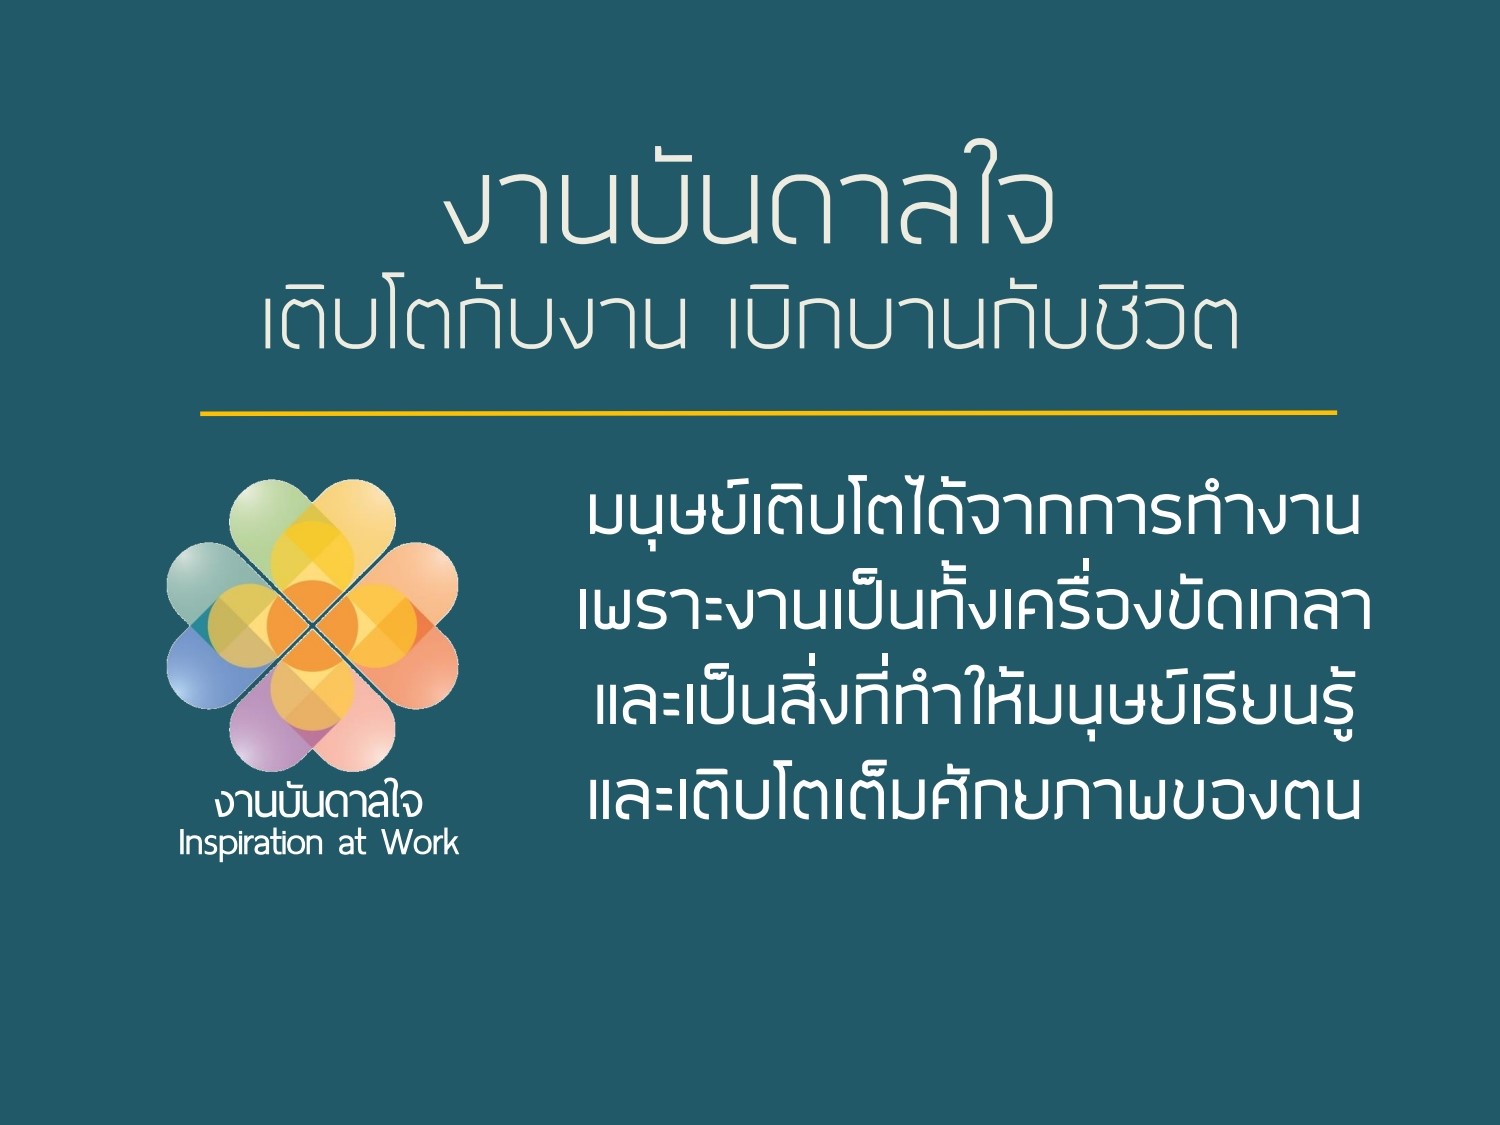 งานบันดาลใจ
เติบโตกับงาน เบิกบานกับชีวิต
มนุษย์เติบโตได้จากการทำงาน
เพราะงานเป็นทั้งเครื่องขัดเกลา
และเป็นสิ่งที่ทำให้มนุษย์เรียนรู้
และเติบโตเต็มศักยภาพของตน
งานบันดาลใจ
Inspiration at Work